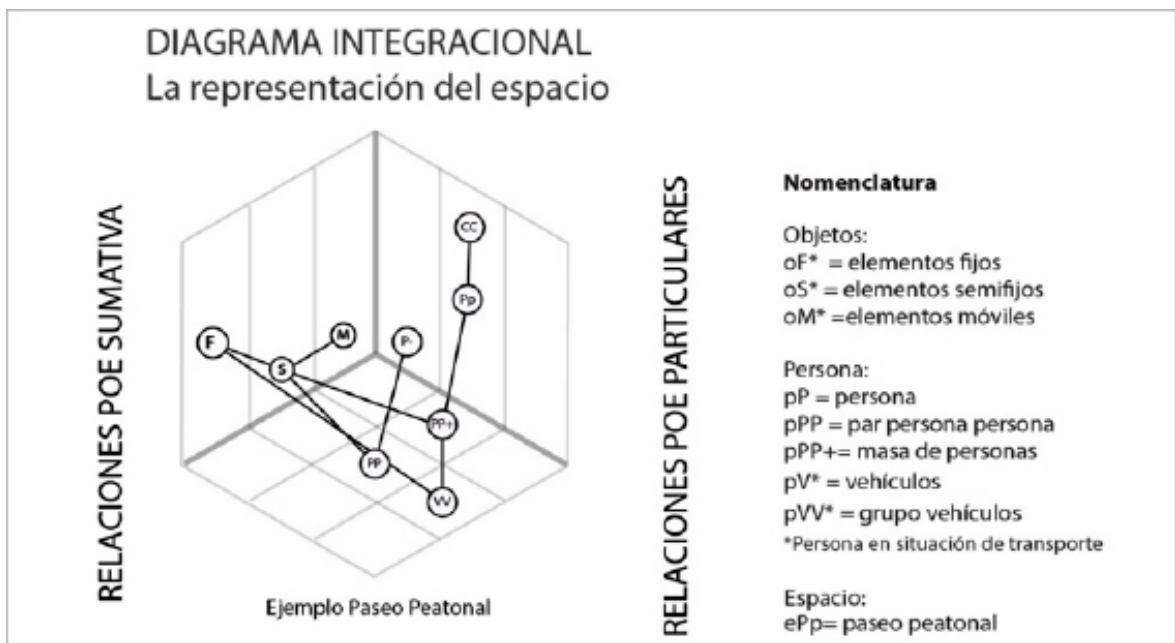 DIAGRAMA INTEGRACIONAL
La representación del espacio
RELACIONES POE SUMATIVA
CC
Pp
F
M
P-
S
PP+
PP
VV
Ejemplo Paseo Peatonal
RELACIONES POE PARTICULARES
Nomenclatura
Objetos:
oF* = elementos fijos
oS* = elementos semifijos
oM* =elementos móviles
Persona:
pP = persona
pPP = par persona persona
pPP+= masa de personas
pV* = vehículos
pVV* = grupo vehículos
*Persona en situación de transporte
Espacio:
ePp= paseo peatonal